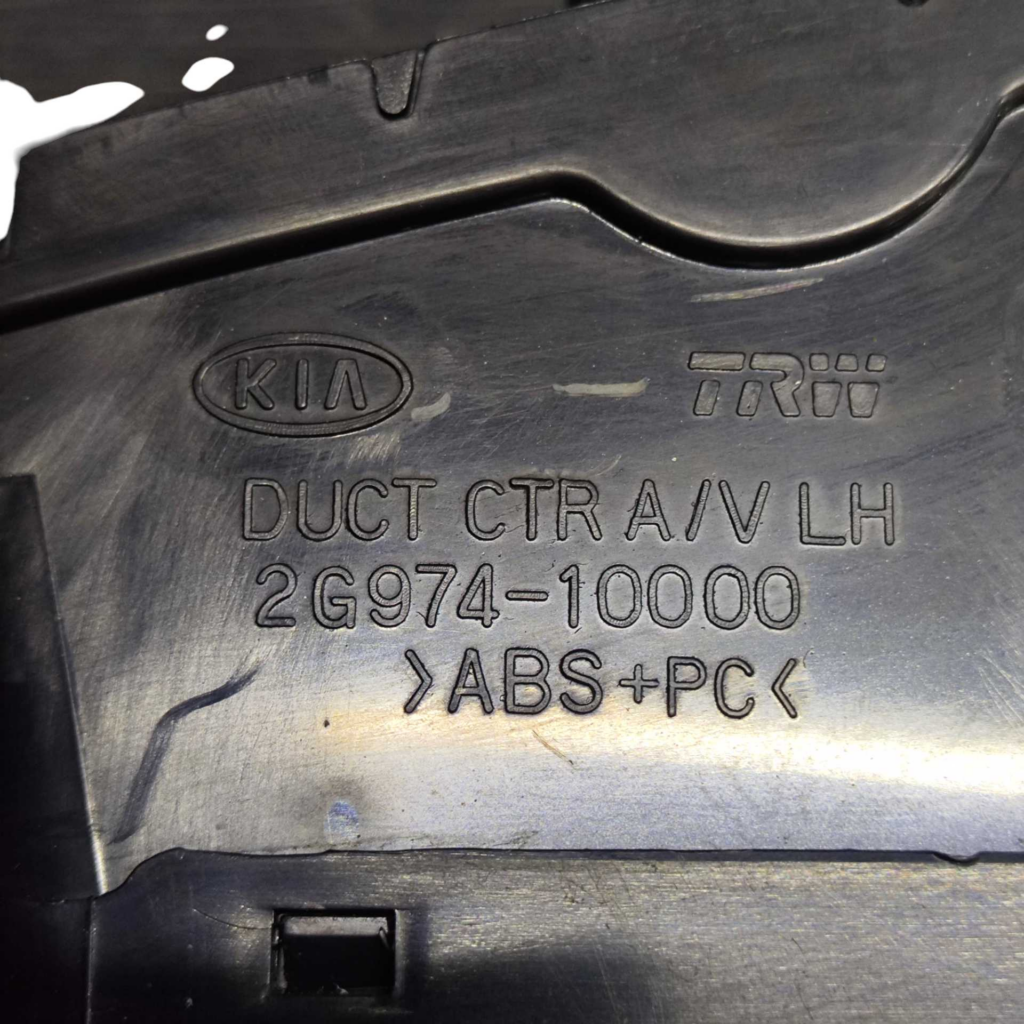 KIA TRW
DUCT CTR A/V LH
2G974-10000
>ABS+PC<